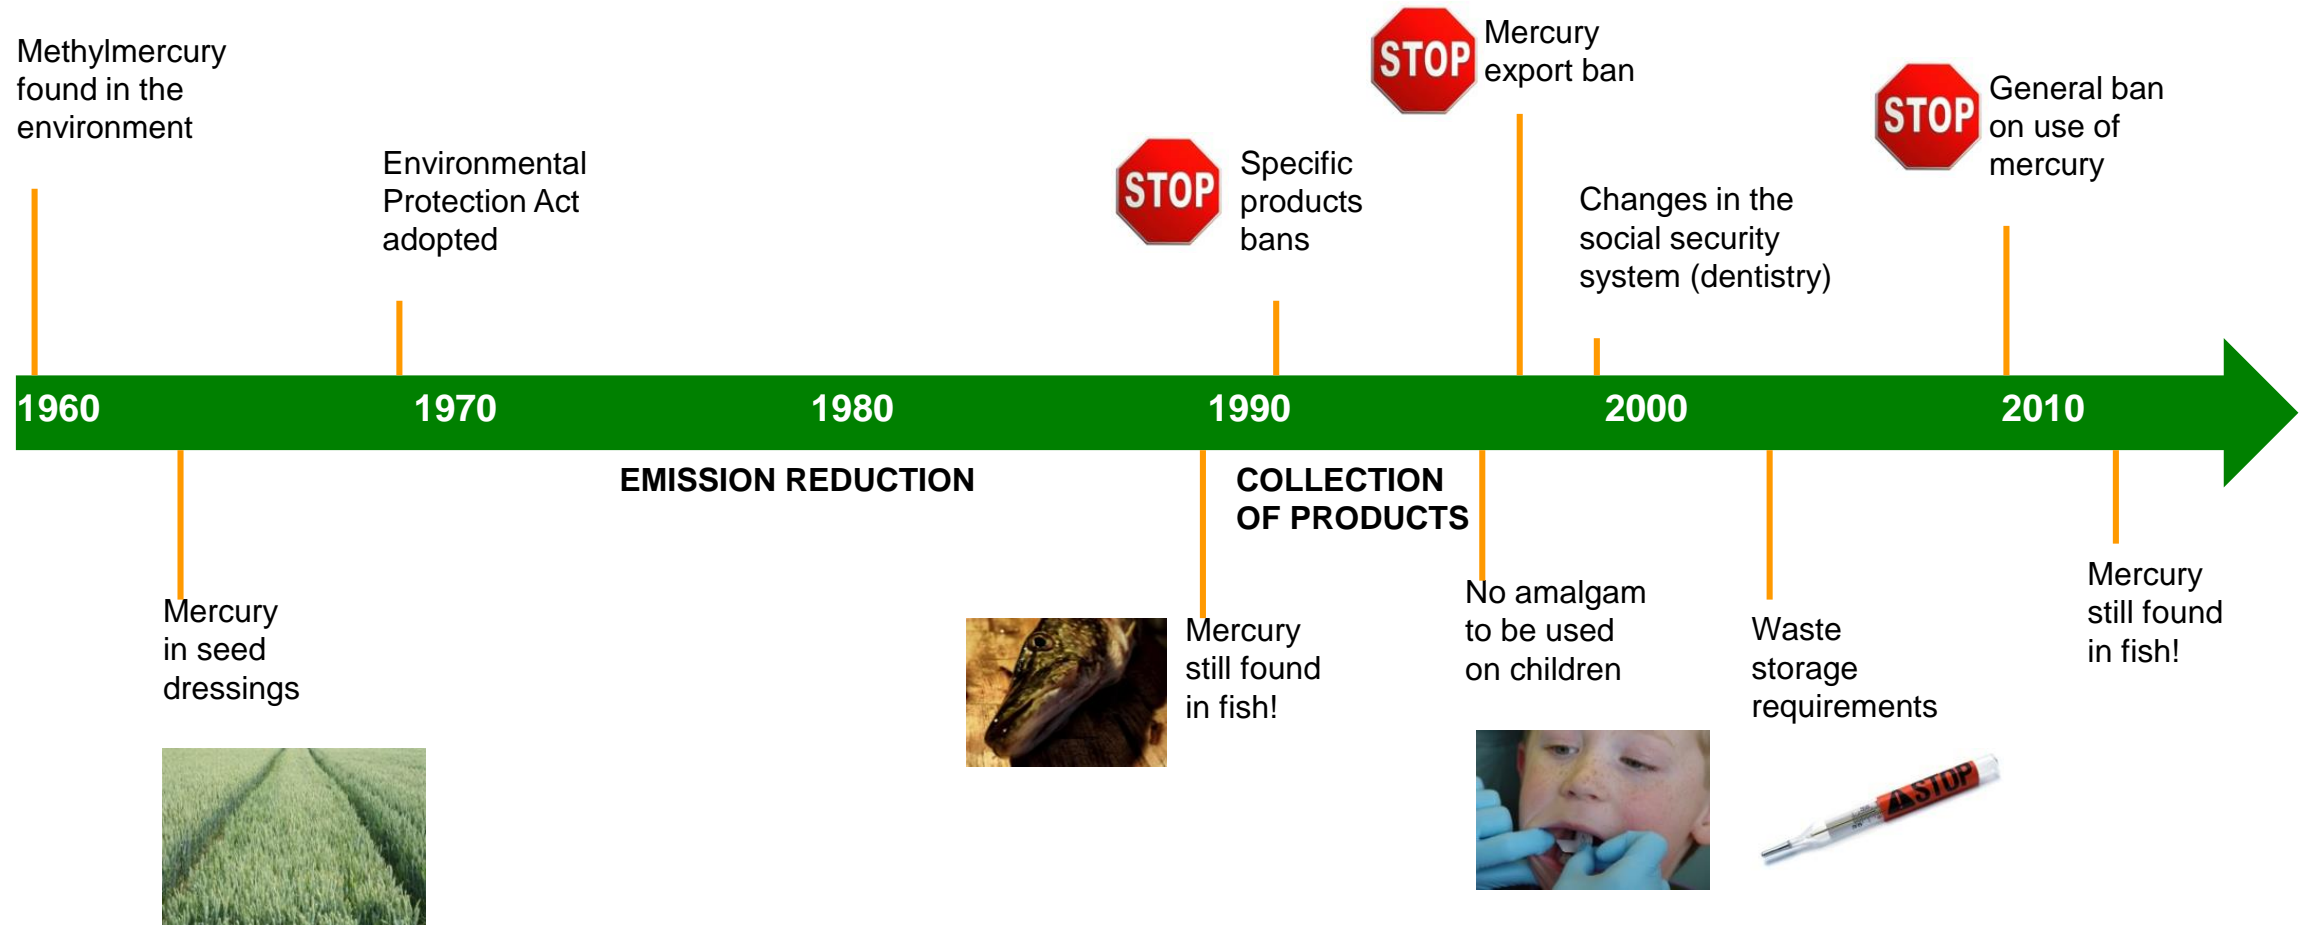 Methylmercury
found in the
environment
Environmental
Protection Act
adopted
STOP
Specific
products
bans
STOP
Mercury
export ban
Changes in the
social security
system (dentistry)
STOP
General ban
on use of
mercury
1960
1970
1980
1990
2000
2010
EMISSION REDUCTION
COLLECTION
OF PRODUCTS
Mercury
in seed
dressings
Mercury
still found
in fish!
No amalgam
to be used
on children
Waste
storage
requirements
Mercury
still found
in fish!
STOP